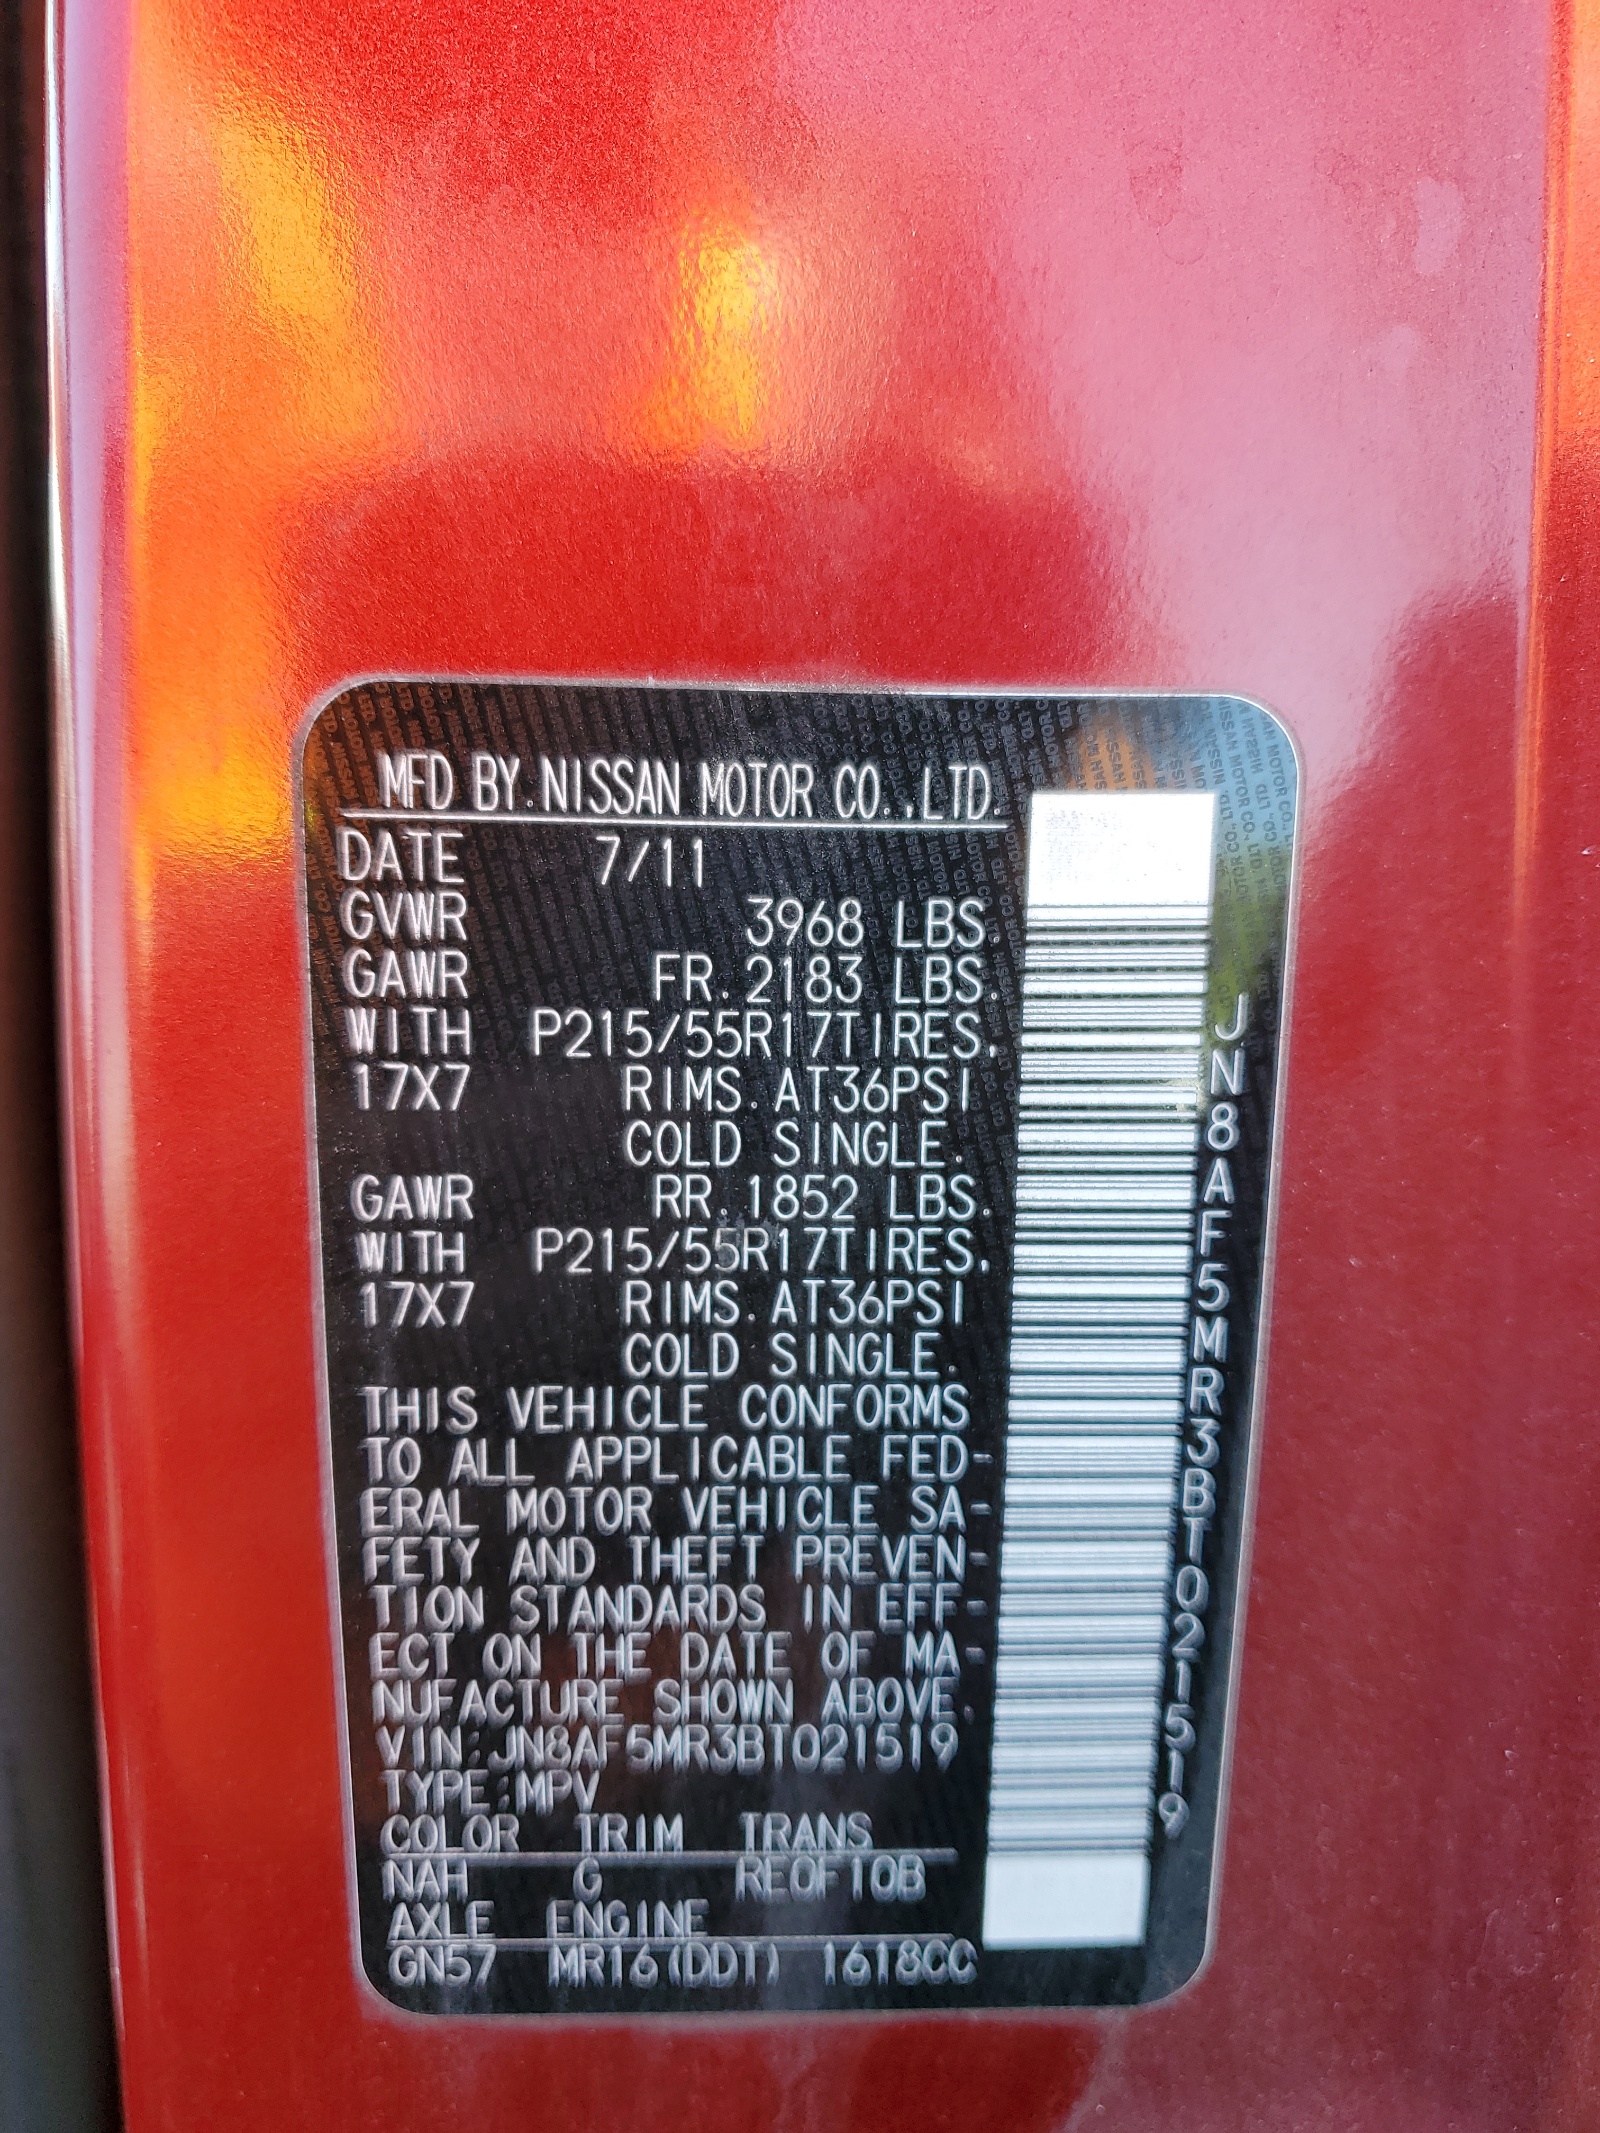 MFD BY.NISSAN MOTOR CO.,LTD.
DATE 7/11
GVWR 3968 LBS.
GAWR FR.2183 LBS.
WITH P215/55R17TIRES.
17X7 RIMS.AT36PSI
COLD SINGLE.
GAWR RR.1852 LBS.
WITH P215/55R17TIRES.
17X7 RIMS.AT36PSI
COLD SINGLE.
THIS VEHICLE CONFORMS
TO ALL APPLICABLE FED-
ERAL MOTOR VEHICLE SA-
FETY AND THEFT PREVEN-
TION STANDARDS IN EFF-
ECT ON THE DATE OF MA-
NUFACTURE SHOWN ABOVE.
VIN:JN8AF5MR3BT021519
TYPE:MPV
COLOR TRIM TRANS
NAH G RE0F10B
AXLE ENGINE
GN57 MR16(DDT) 1618CC
JN8AF5MR3BT021519